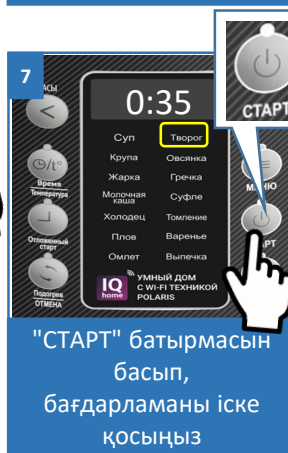 7
СТАРТ
АСЫ
0:35
Суп
Творог
Крупа
Овсянка
Жарка
Гречка
Молочная
каша
Суфле
Холодец
Томление
Плов
Варенье
Омлет
Выпечка
t°
Время
Температура
Отложенный
старт
Подогрев
ОТМЕНА
МЕНЮ
АРТ
IQ
home
УМНЫЙ ДОМ
С WI-FI ТЕХНИКОЙ
POLARIS
"СТАРТ" батырмасын
басып,
бағдарламаны іске
қосыңыз